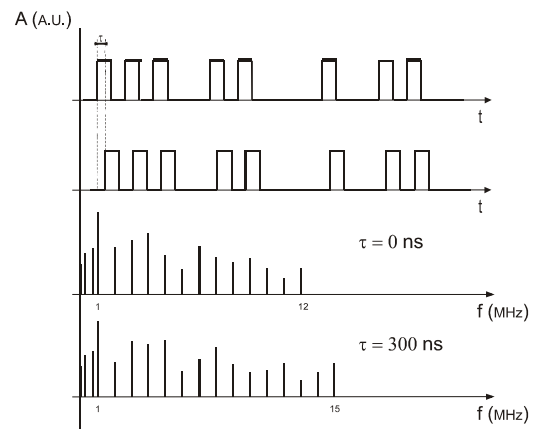 A (A.U.)
τ
t
t
τ = 0 ns
1 12 f (MHz)
τ = 300 ns
1 15 f (MHz)